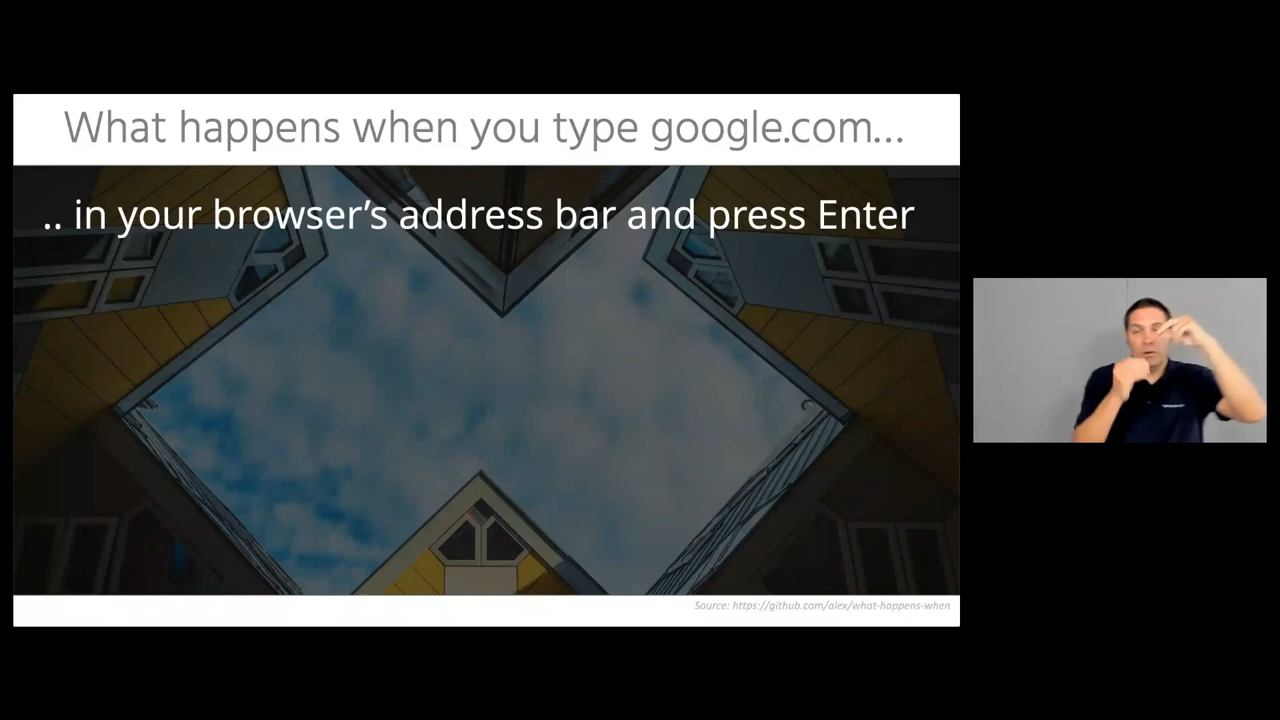 What happens when you type google.com...
.. in your browser's address bar and press Enter
Source: https://github.com/alex/what-happens-when